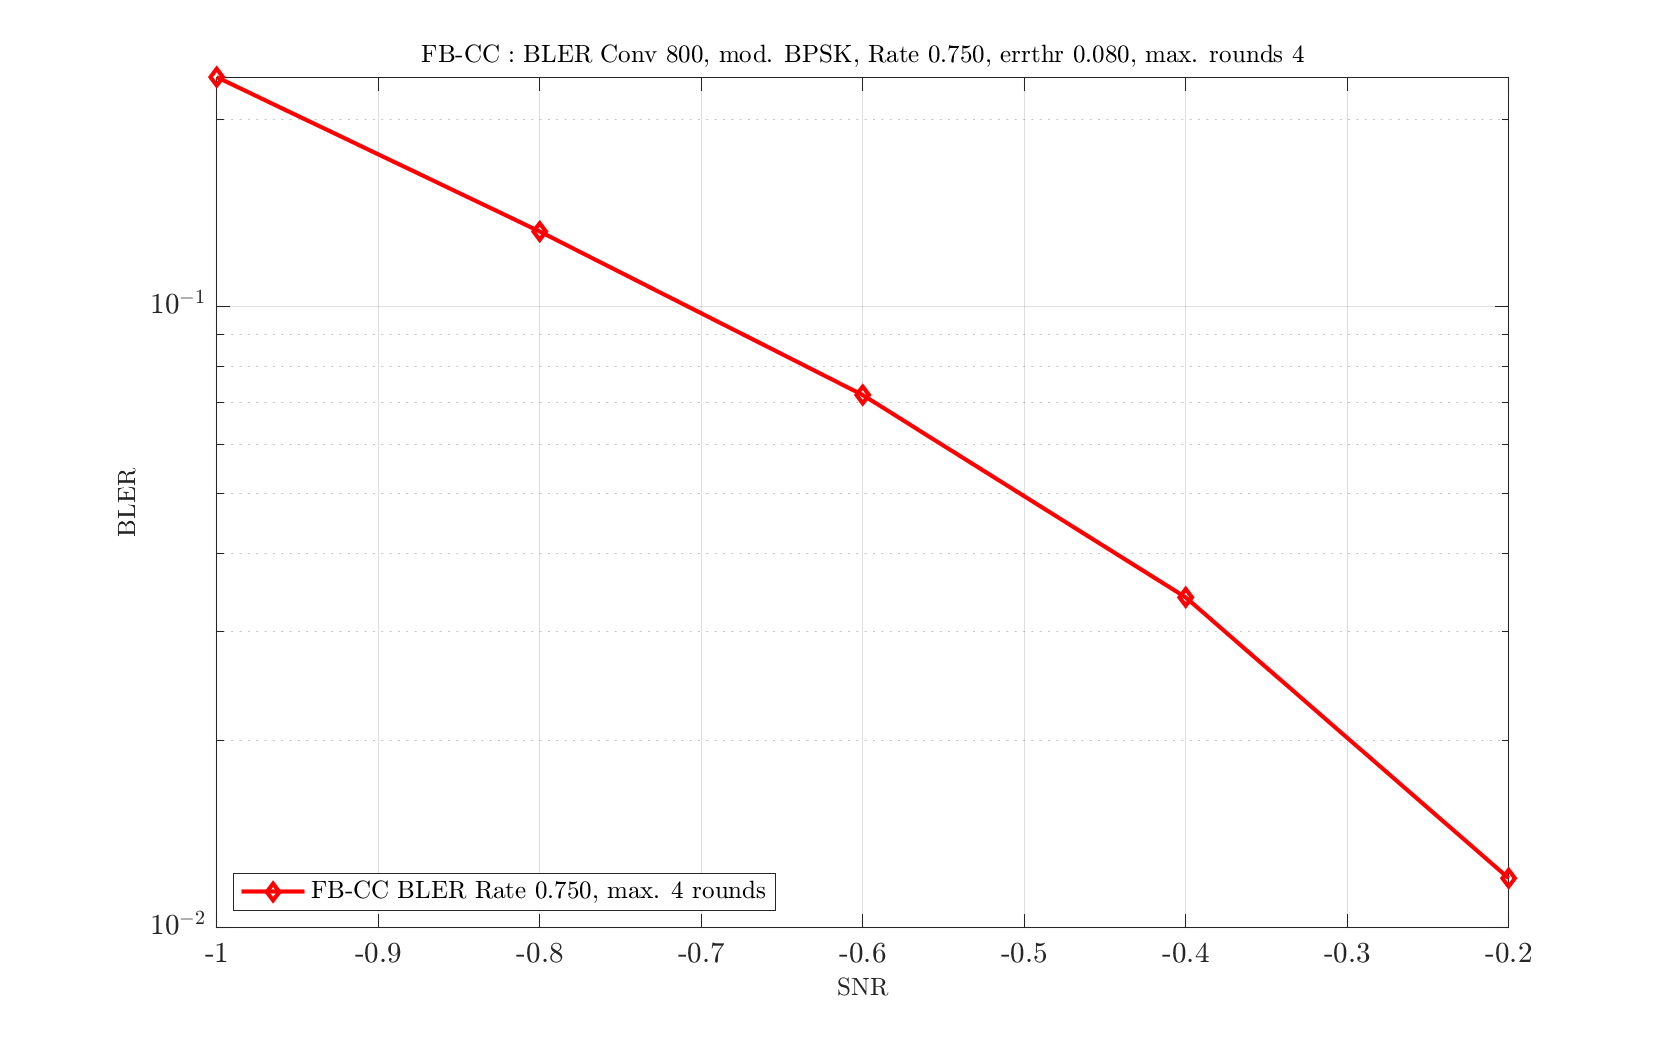 FB-CC : BLER Conv 800, mod. BPSK, Rate 0.750, errthr 0.080, max. rounds 4
10⁻¹
BLER
FB-CC BLER Rate 0.750, max. 4 rounds
10⁻²
-1 -0.9 -0.8 -0.7 -0.6 -0.5 -0.4 -0.3 -0.2
SNR